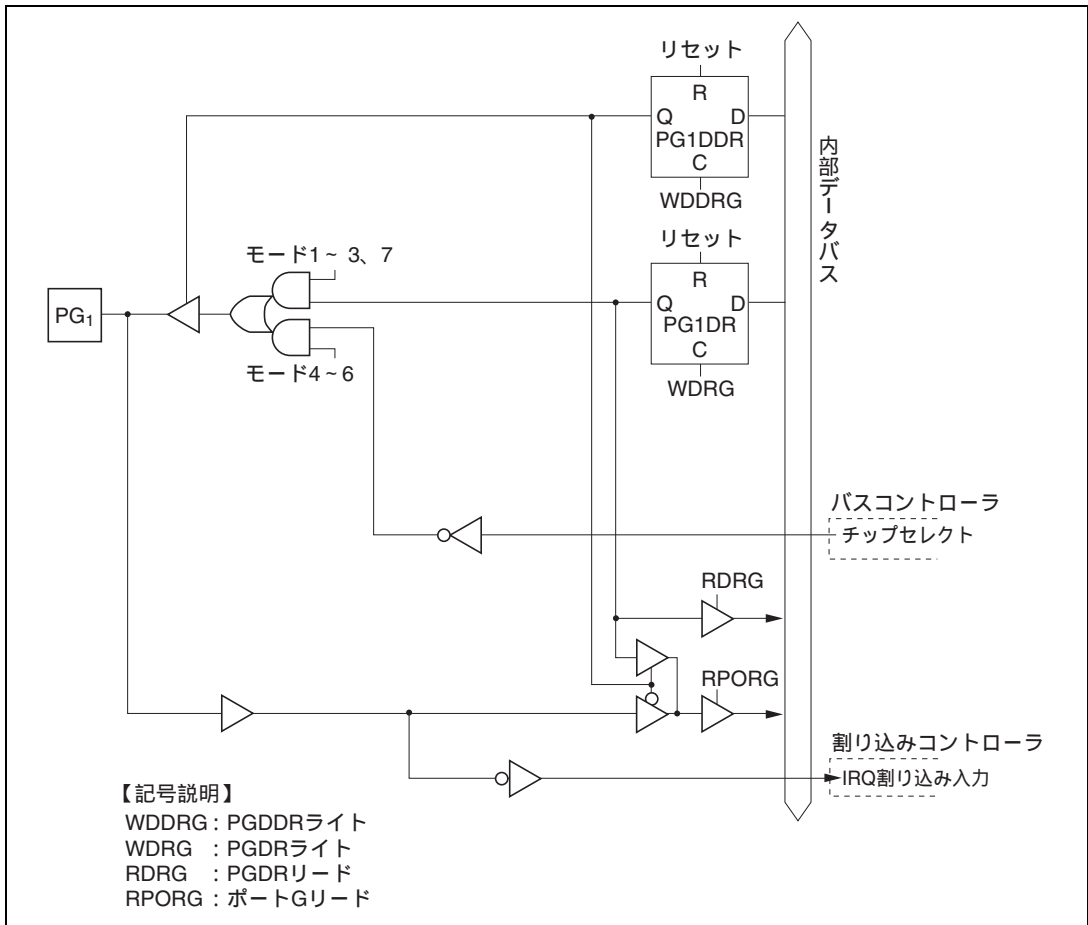 リセット
R
Q D
PG1DDR
C
WDDRG
内部データバス
リセット
R
Q D
PG1DR
C
WDRG
モード1～3、7
PG1
モード4～6
バスコントローラ
チップセレクト
RDRG
RPORG
割り込みコントローラ
IRQ割り込み入力
【記号説明】
WDDRG：PGDDRライト
WDRG ：PGDRライト
RDRG ：PGDRリード
RPORG：ポートGリード